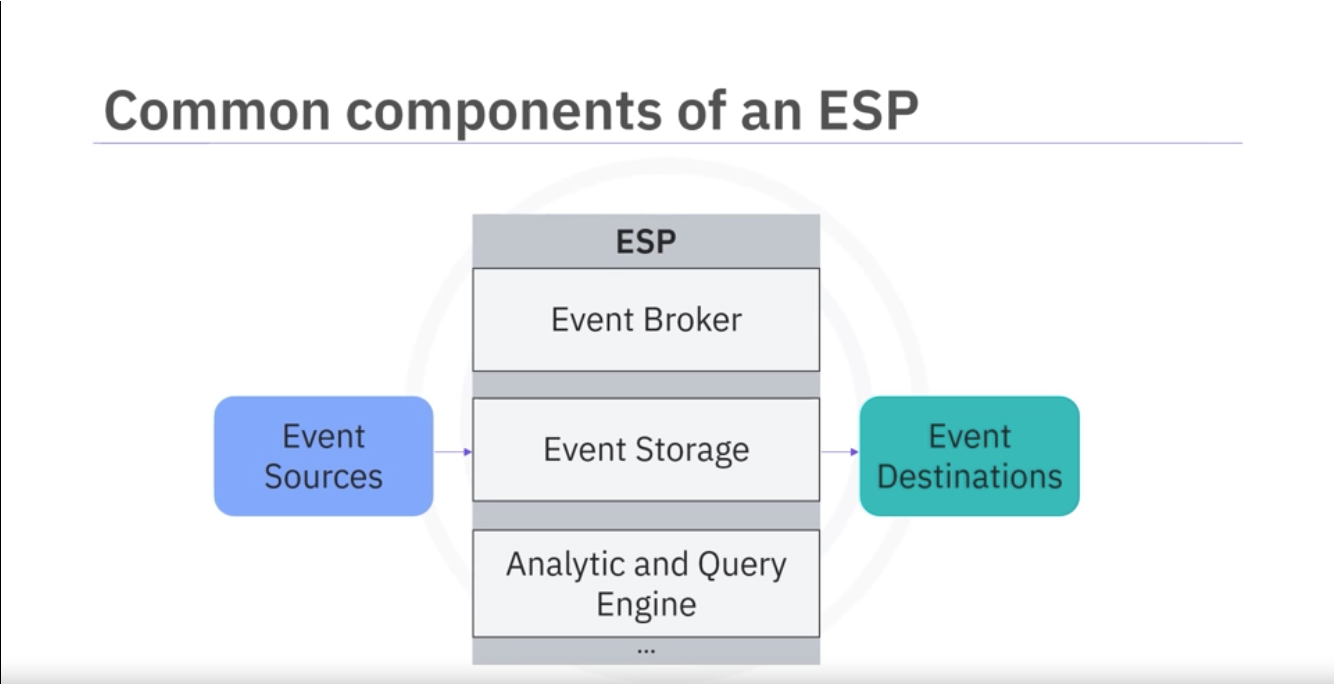 Common components of an ESP
ESP
Event Broker
Event
Sources
Event Storage
Event
Destinations
Analytic and Query
Engine
...